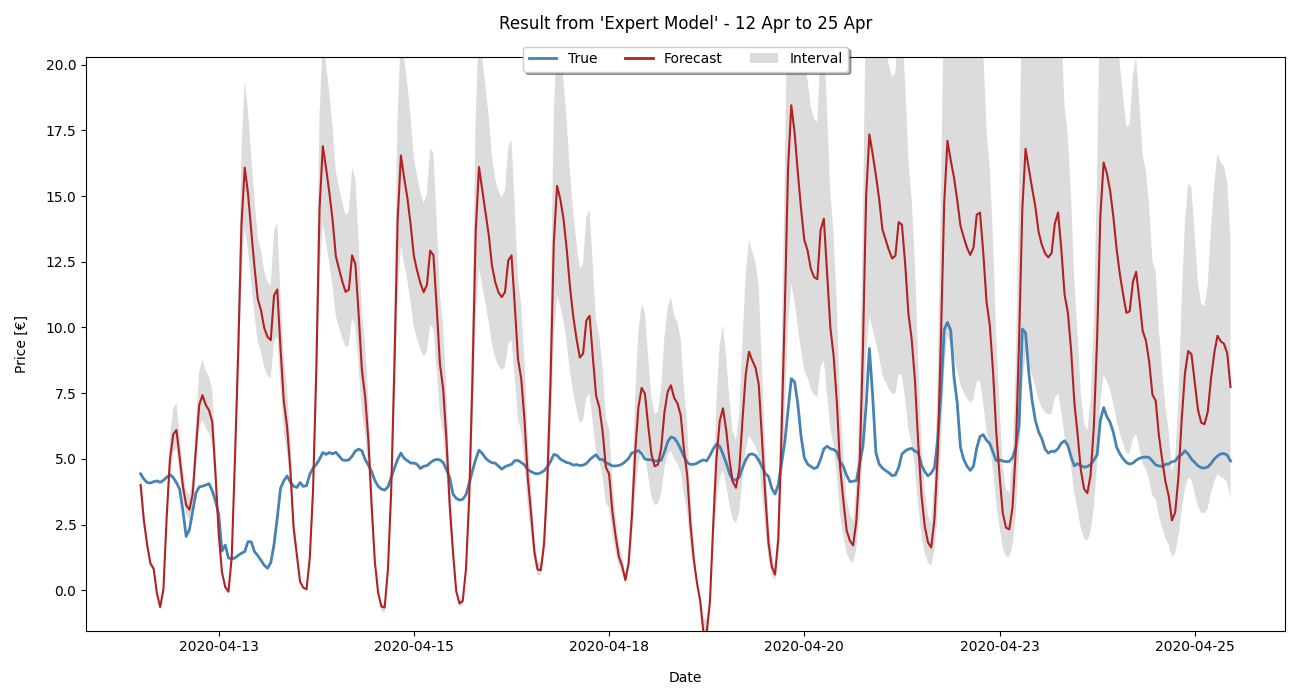 Result from 'Expert Model' - 12 Apr to 25 Apr
True Forecast Interval
20.0
17.5
15.0
12.5
10.0
7.5
5.0
2.5
0.0
Price [€]
2020-04-13 2020-04-15 2020-04-18 2020-04-20 2020-04-23 2020-04-25
Date